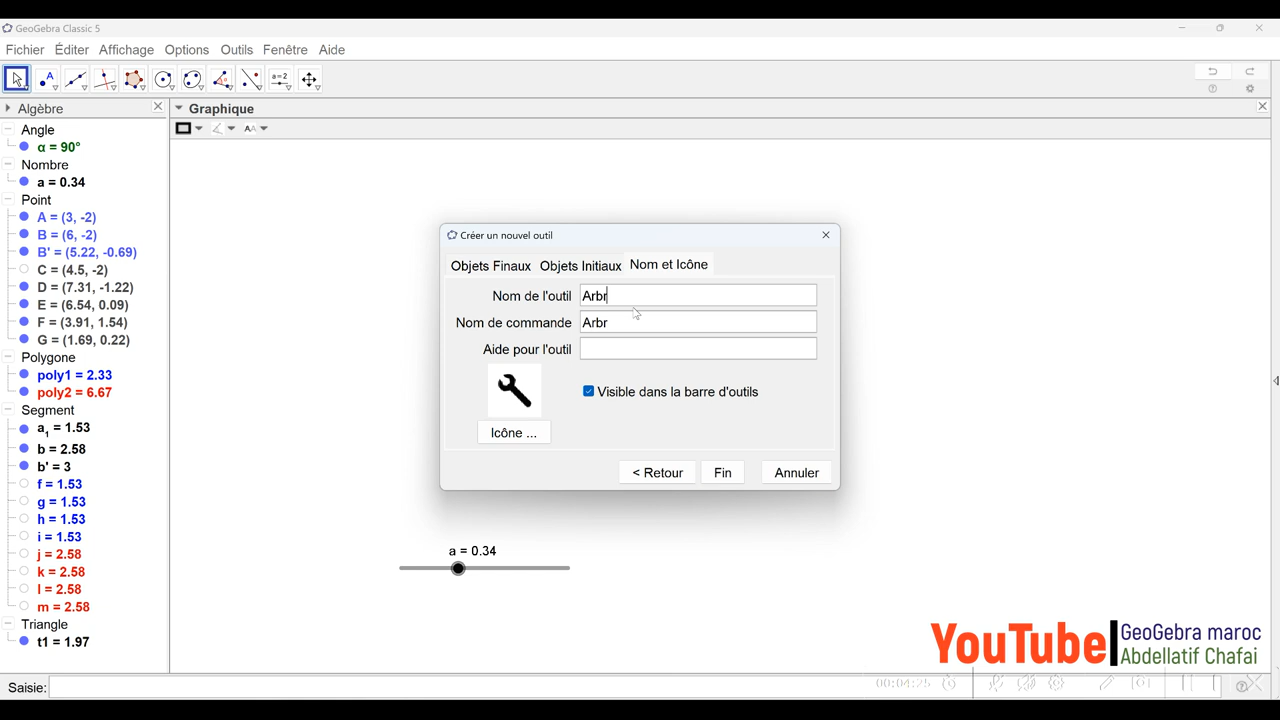 GeoGebra Classic 5
Fichier Éditer Affichage Options Outils Fenêtre Aide
A
a=2
Algèbre
Graphique
AA
Angle
α = 90°
Nombre
a = 0.34
Point
A = (3, -2)
B = (6, -2)
B' = (5.22, -0.69)
C = (4.5, -2)
D = (7.31, -1.22)
E = (6.54, 0.09)
F = (3.91, 1.54)
G = (1.69, 0.22)
Polygone
poly1 = 2.33
poly2 = 6.67
Segment
a1 = 1.53
b = 2.58
b' = 3
f = 1.53
g = 1.53
h = 1.53
i = 1.53
j = 2.58
k = 2.58
l = 2.58
m = 2.58
Triangle
t1 = 1.97
Créer un nouvel outil
Objets Finaux Objets Initiaux Nom et Icône
Nom de l'outil Arbr
Nom de commande Arbr
Aide pour l'outil
Visible dans la barre d'outils
Icône ...
< Retour Fin Annuler
a = 0.34
YouTube
GeoGebra maroc
Abdellatif Chafai
Saisie:
00:04:25